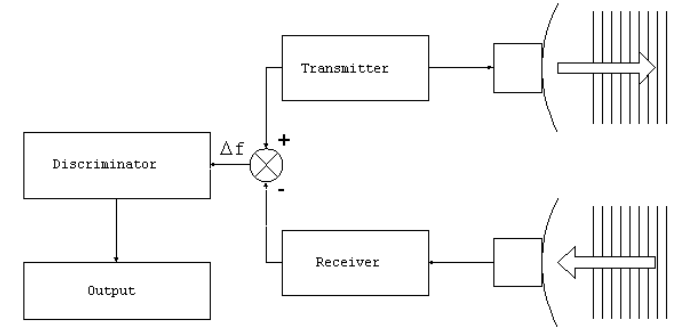 Transmitter
+
Δf
Discriminator
-
Receiver
Output